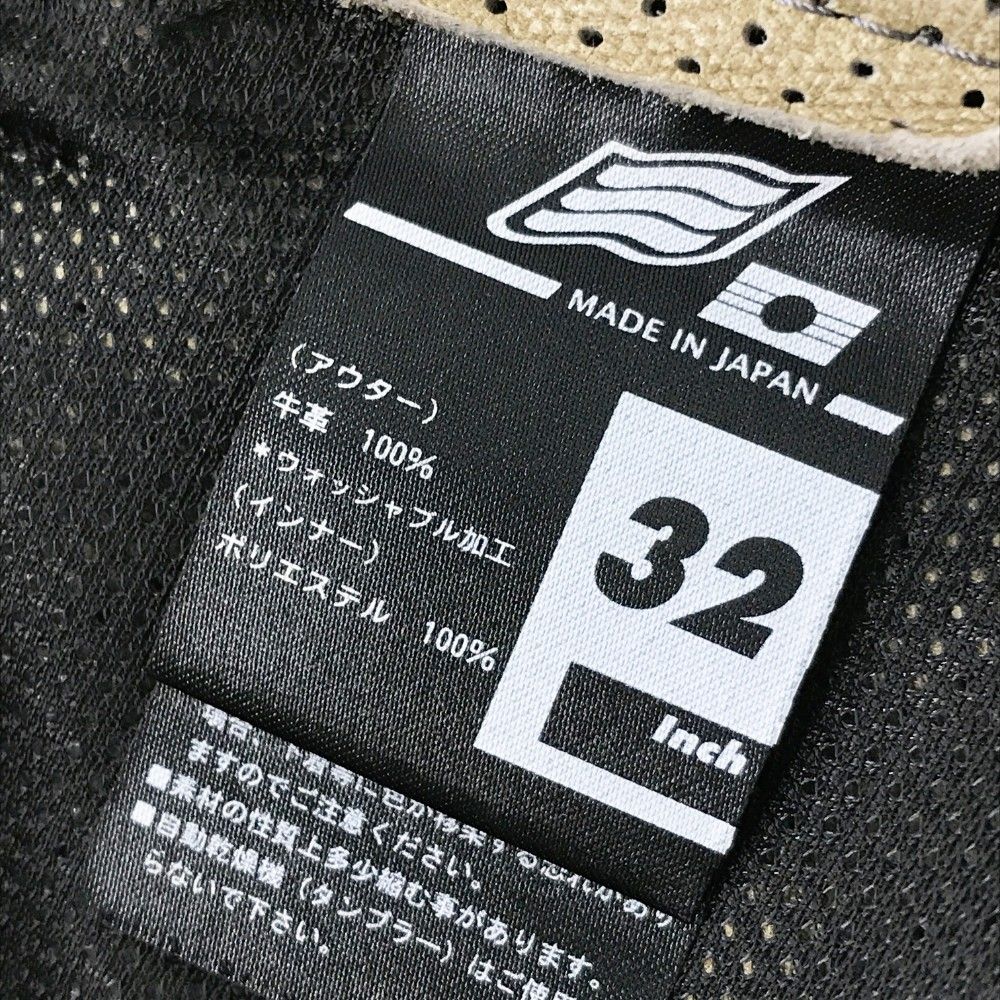 MADE IN JAPAN
(アウター)
牛革 100%
*ウォッシャブル加工
(インナー)
ポリエステル 100%
32
Inch
ますのでご注意ください。
■素材の性質上多少縮む事があります。
■自動乾燥機(タンブラー)はご使用
らないで下さい。